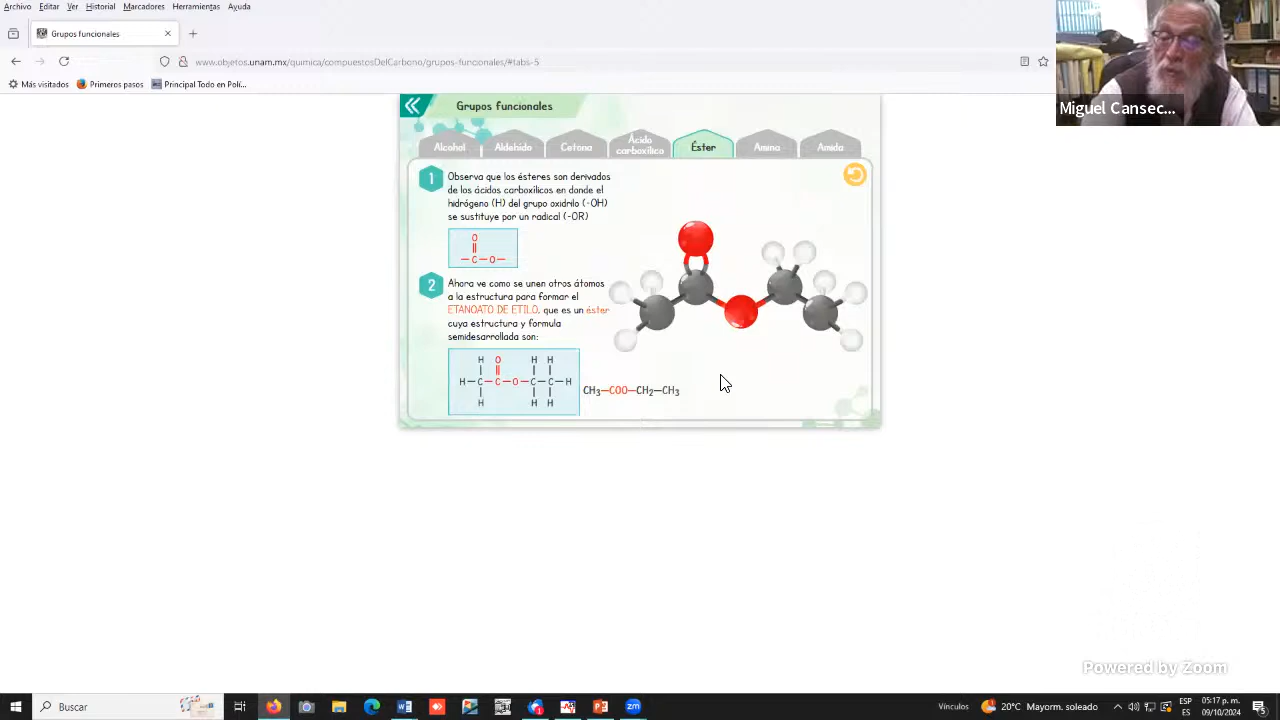 Archivo Editar Ver Historial Marcadores Herramientas Ayuda
Grupos funcionales
www.objetos.unam.mx/quimica/compuestosDelCarbono/grupos-funcionales/#tabs-5
Más visitados Primeros pasos Principal Todo en Polí...
Miguel Cansec...
Grupos funcionales
Alcohol Aldehído Cetona Ácido carboxílico Éster Amina Amida
1
Observa que los ésteres son derivados
de los ácidos carboxílicos en donde el
hidrógeno (H) del grupo oxidrilo (-OH)
se sustituye por un radical (-OR)
O
—C—O—
2
Ahora ve como se unen otros átomos
a la estructura para formar el
ETANOATO DE ETILO, que es un éster
cuya estructura y formula
semidesarrollada son:
H O H H
H—C—C—O—C—C—H
H H H
CH₃—COO—CH₂—CH₃
Powered by Zoom
Buscar
Vínculos 20°C Mayorm. soleado
ESP
ES
05:17 p. m.
09/10/2024
5